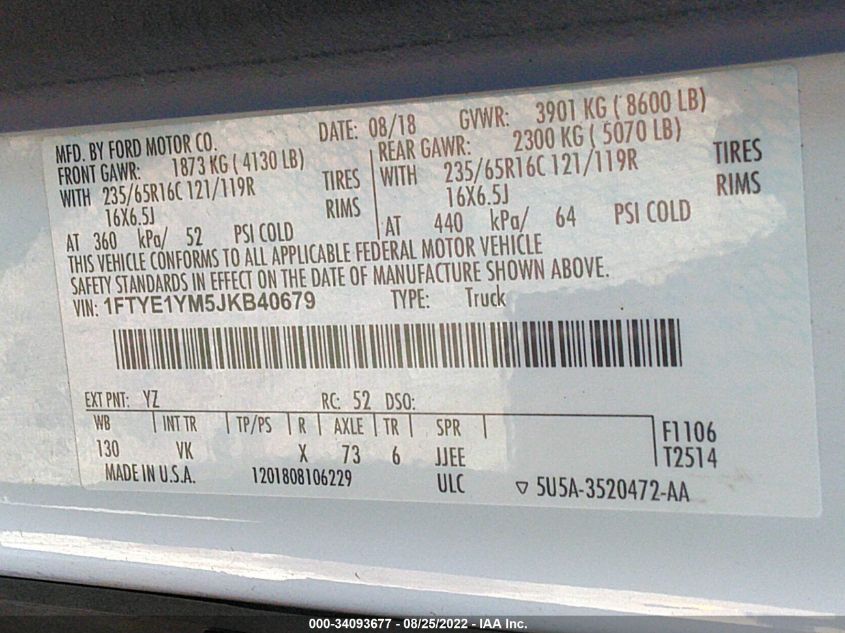 MFD. BY FORD MOTOR CO. DATE: 08/18 GVWR: 3901 KG ( 8600 LB)
FRONT GAWR: 1873 KG ( 4130 LB) REAR GAWR: 2300 KG ( 5070 LB)
WITH 235/65R16C 121/119R TIRES WITH 235/65R16C 121/119R TIRES
16X6.5J RIMS 16X6.5J RIMS
AT 360 kPa/ 52 PSI COLD AT 440 kPa/ 64 PSI COLD
THIS VEHICLE CONFORMS TO ALL APPLICABLE FEDERAL MOTOR VEHICLE
SAFETY STANDARDS IN EFFECT ON THE DATE OF MANUFACTURE SHOWN ABOVE.
VIN: 1FTYE1YM5JKB40679 TYPE: Truck
EXT PNT: YZ RC: 52 DSO:
WB INT TR TP/PS R AXLE TR SPR F1106
130 VK X 73 6 JJEE T2514
MADE IN U.S.A. 1201808106229 ULC ▽ 5U5A-3520472-AA
000-34093677 - 08/25/2022 - IAA Inc.